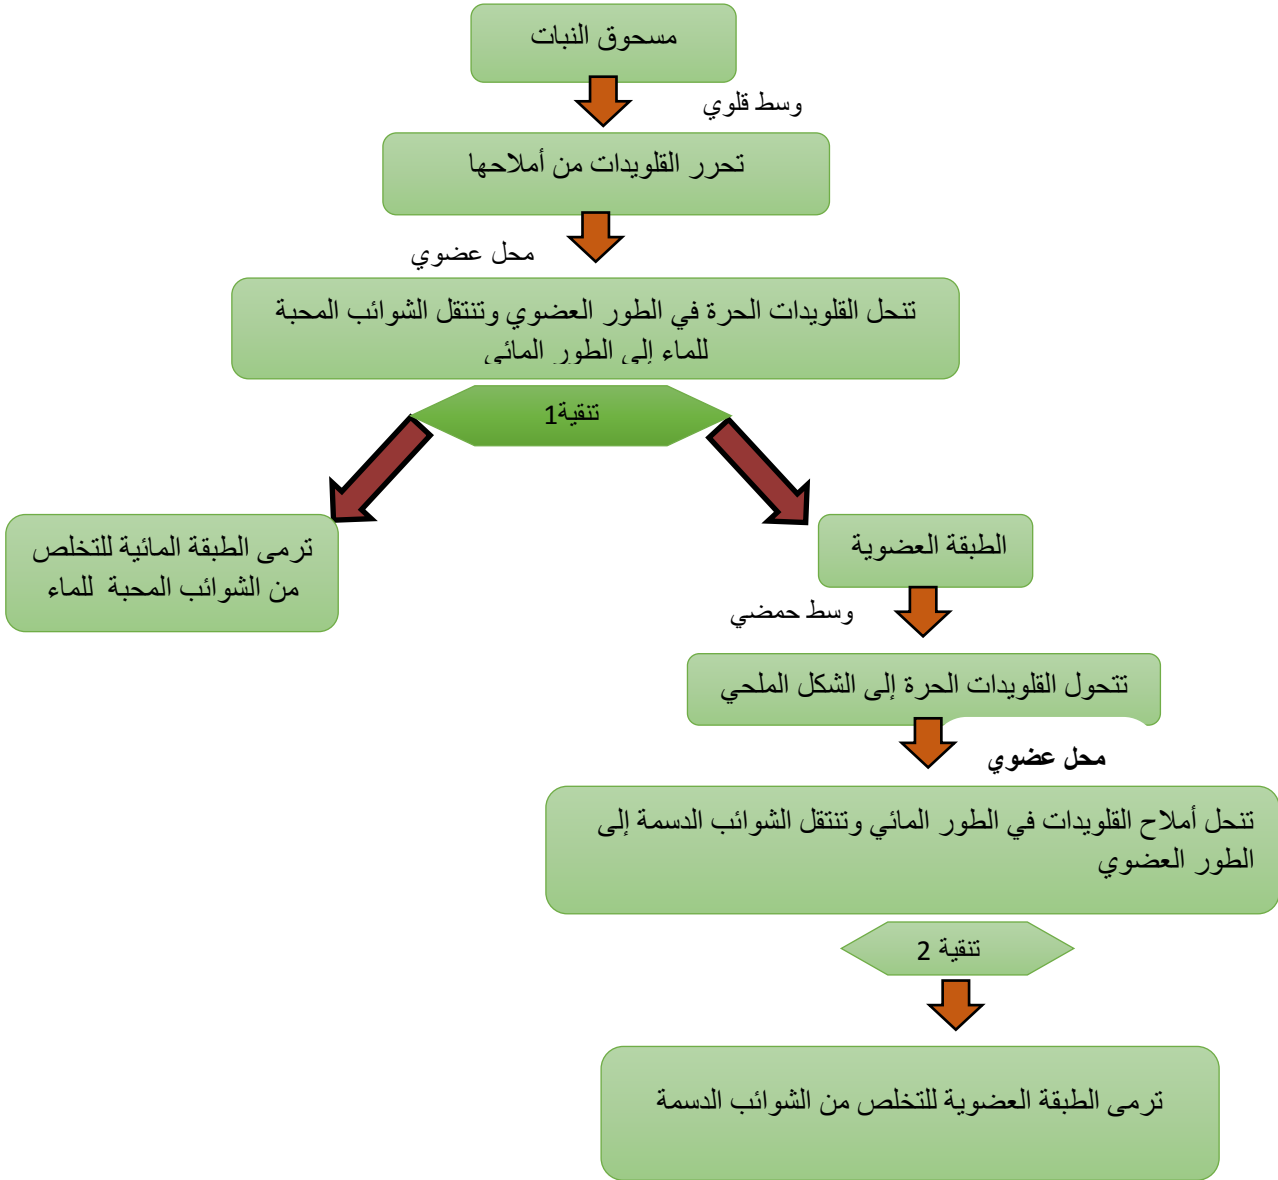 مسحوق النبات
وسط قلوي
تحرر القلويدات من أملاحها
محل عضوي
تنحل القلويدات الحرة في الطور العضوي وتنتقل الشوائب المحبة
للماء إلى الطور المائي
تنقية1
الطبقة العضوية
ترمى الطبقة المائية للتخلص
من الشوائب المحبة للماء
وسط حمضي
تتحول القلويدات الحرة إلى الشكل الملحي
محل عضوي
تنحل أملاح القلويدات في الطور المائي وتنتقل الشوائب الدسمة إلى
الطور العضوي
تنقية 2
ترمى الطبقة العضوية للتخلص من الشوائب الدسمة